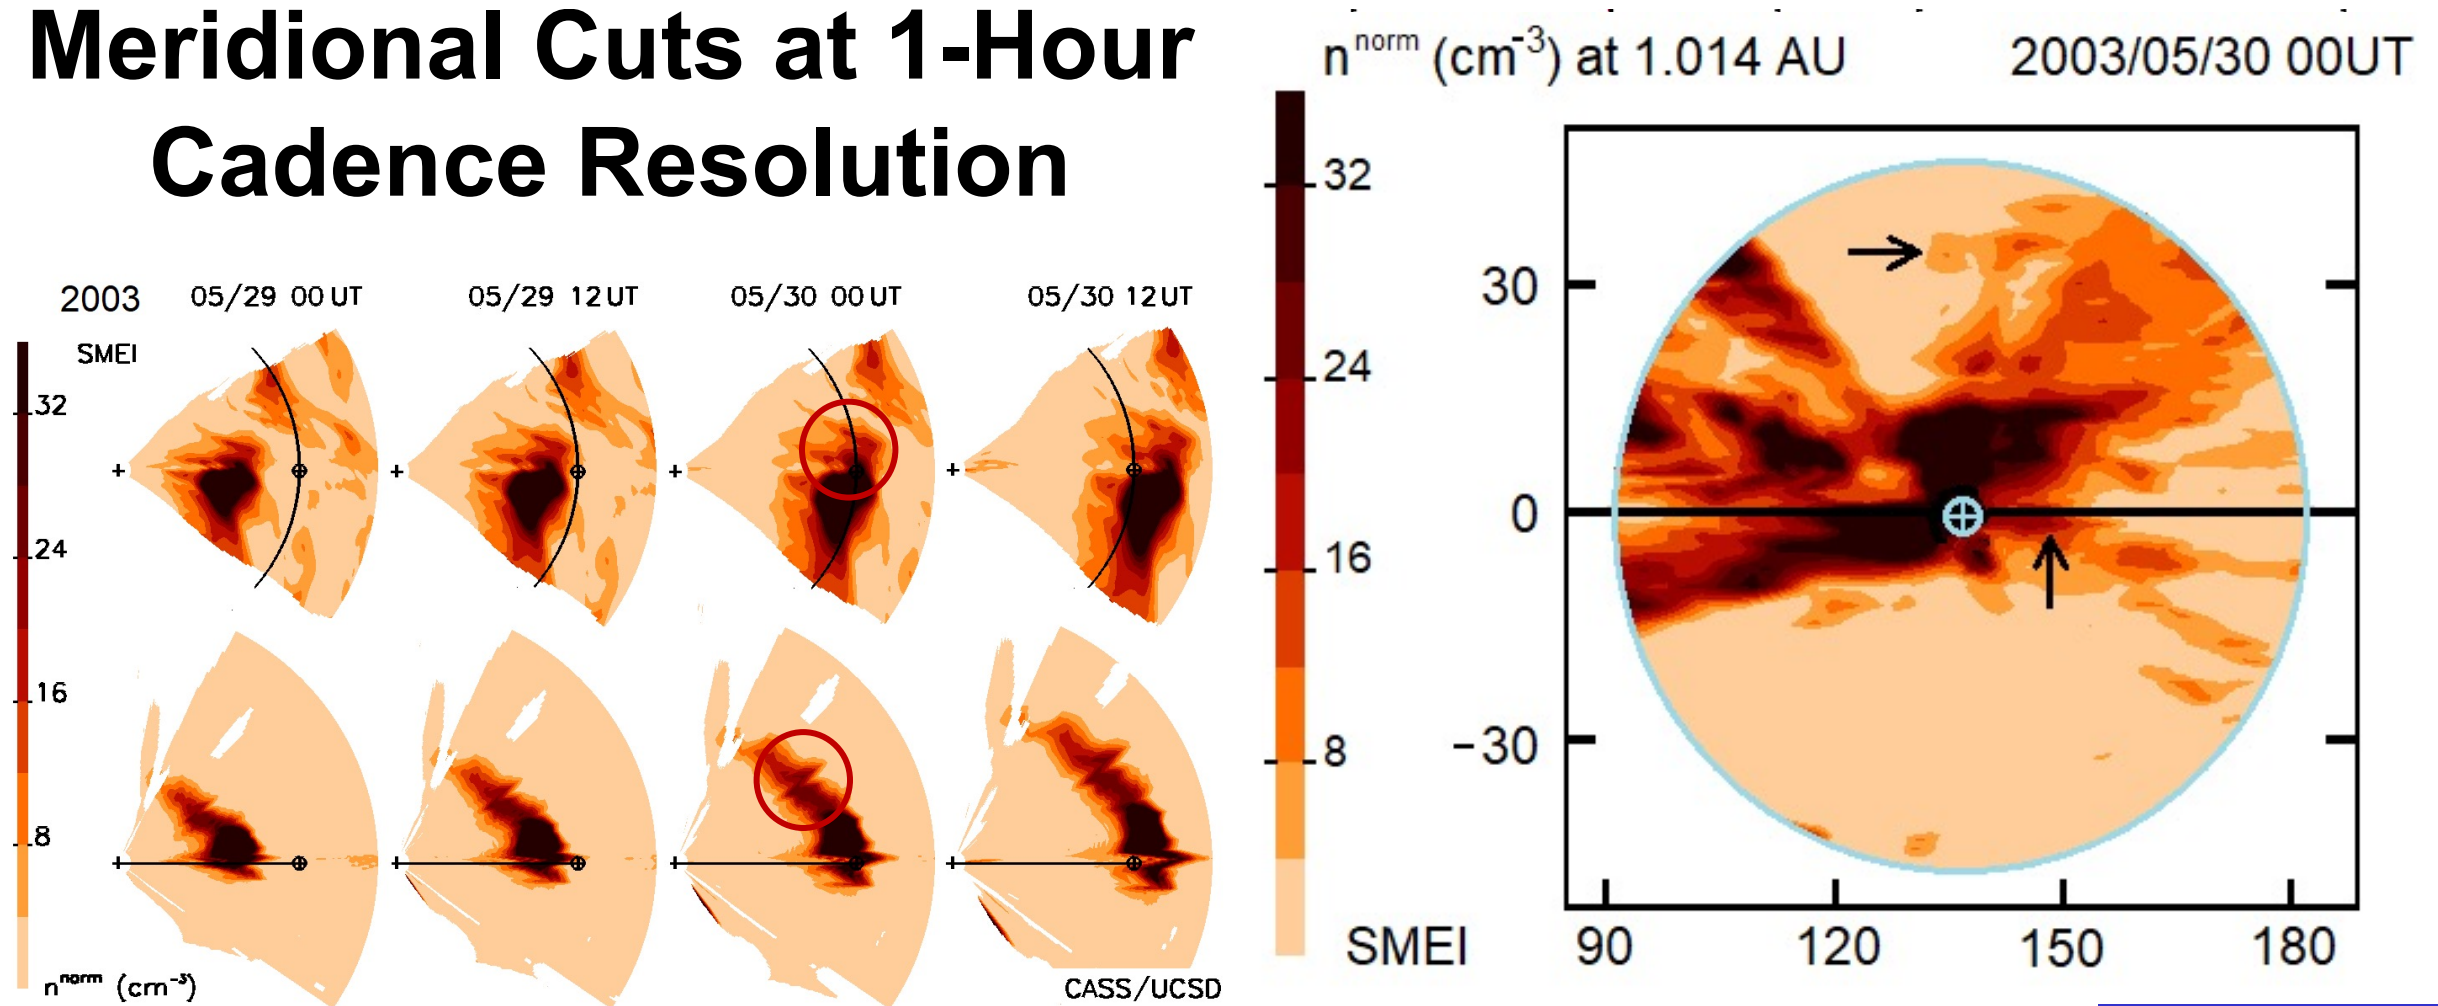 Meridional Cuts at 1-Hour
Cadence Resolution
2003 05/29 00 UT 05/29 12 UT 05/30 00 UT 05/30 12 UT
SMEI
32
24
16
8
n^norm (cm^-3)
CASS/UCSD
n^norm (cm^-3) at 1.014 AU 2003/05/30 00UT
32
24
16
8
SMEI
30
0
-30
90 120 150 180